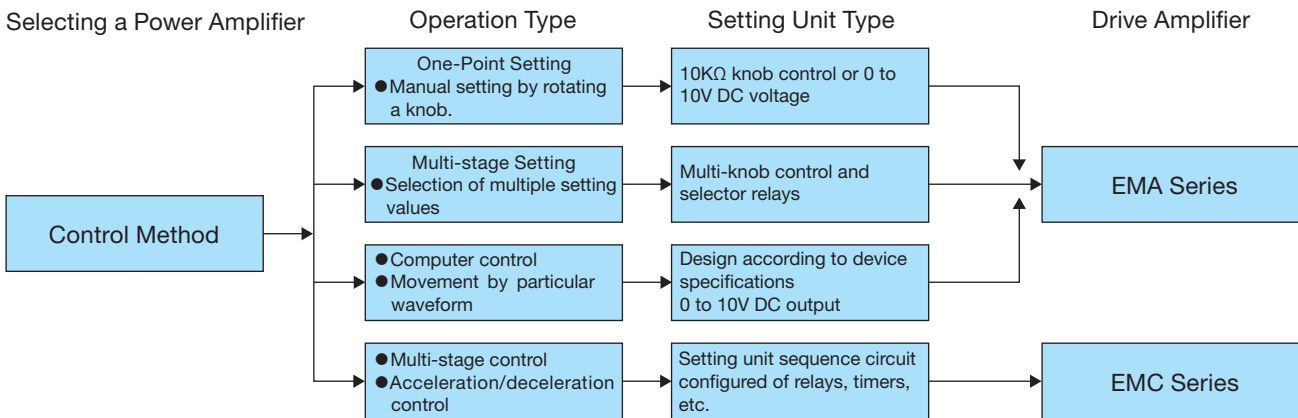 Selecting a Power Amplifier
Operation Type
Setting Unit Type
Drive Amplifier
Control Method
One-Point Setting
●Manual setting by rotating
a knob.
10KΩ knob control or 0 to
10V DC voltage
Multi-stage Setting
●Selection of multiple setting
values
Multi-knob control and
selector relays
EMA Series
●Computer control
●Movement by particular
waveform
Design according to device
specifications
0 to 10V DC output
●Multi-stage control
●Acceleration/deceleration
control
Setting unit sequence circuit
configured of relays, timers,
etc.
EMC Series